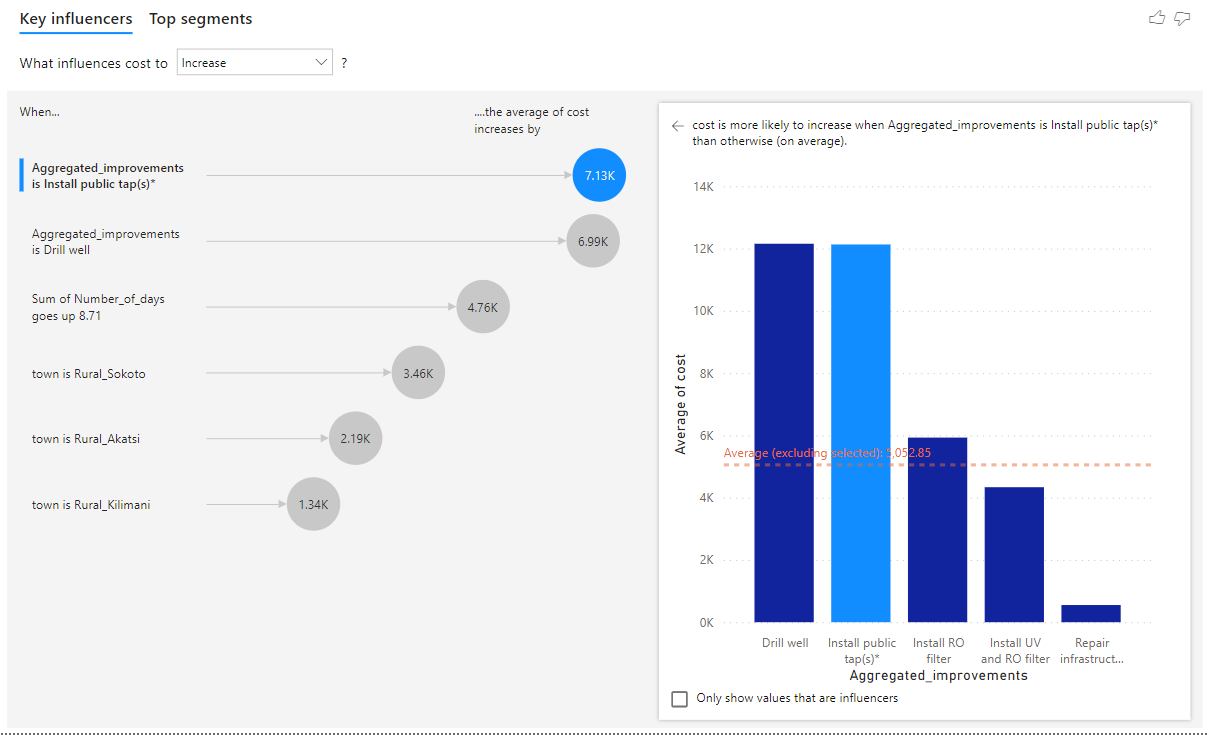 Key influencers Top segments
What influences cost to Increase ?
When...
....the average of cost
increases by
Aggregated_improvements
is Install public tap(s)*
7.13K
Aggregated_improvements
is Drill well
6.99K
Sum of Number_of_days
goes up 8.71
4.76K
town is Rural_Sokoto
3.46K
town is Rural_Akatsi
2.19K
town is Rural_Kilimani
1.34K
cost is more likely to increase when Aggregated_improvements is Install public tap(s)*
than otherwise (on average).
14K
12K
10K
8K
6K
4K
2K
0K
Average of cost
Average (excluding selected): 5,052.85
Drill well
Install public
tap(s)*
Install RO
filter
Install UV
and RO filter
Repair
infrastruct...
Aggregated_improvements
Only show values that are influencers